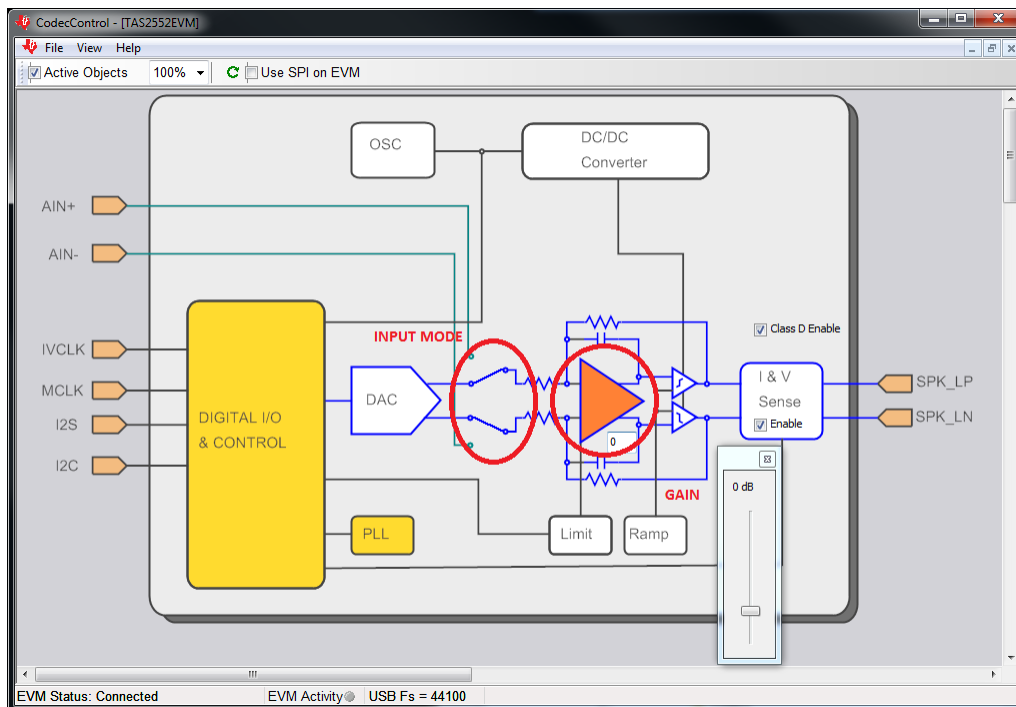 CodecControl - [TAS2552EVM]
File View Help
Active Objects 100% Use SPI on EVM
OSC
DC/DC
Converter
AIN+
AIN-
INPUT MODE
Class D Enable
IVCLK
MCLK
I2S
I2C
DIGITAL I/O
& CONTROL
DAC
0
I & V
Sense
Enable
SPK_LP
SPK_LN
GAIN
0 dB
PLL
Limit
Ramp
EVM Status: Connected EVM Activity USB Fs = 44100